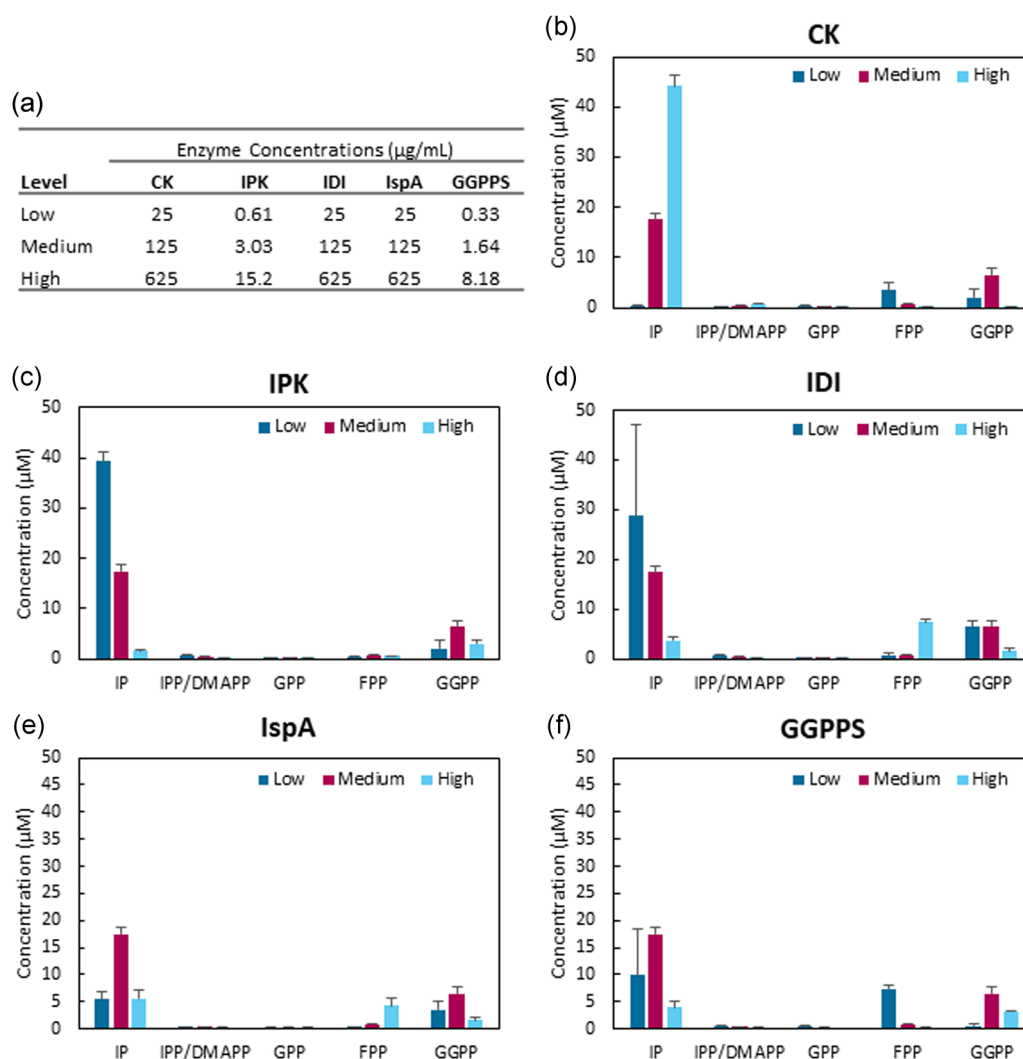 (a)
Enzyme Concentrations (µg/mL)
Level CK IPK IDI IspA GGPPS
Low 25 0.61 25 25 0.33
Medium 125 3.03 125 125 1.64
High 625 15.2 625 625 8.18
(b)
CK
Low Medium High
Concentration (µM)
50
40
30
20
10
0
IP IPP/DMAPP GPP FPP GGPP
(c)
IPK
Low Medium High
Concentration (µM)
50
40
30
20
10
0
IP IPP/DMAPP GPP FPP GGPP
(d)
IDI
Low Medium High
Concentration (µM)
50
40
30
20
10
0
IP IPP/DMAPP GPP FPP GGPP
(e)
IspA
Low Medium High
Concentration (µM)
50
45
40
35
30
25
20
15
10
5
0
IP IPP/DMAPP GPP FPP GGPP
(f)
GGPPS
Low Medium High
Concentration (µM)
50
45
40
35
30
25
20
15
10
5
0
IP IPP/DMAPP GPP FPP GGPP